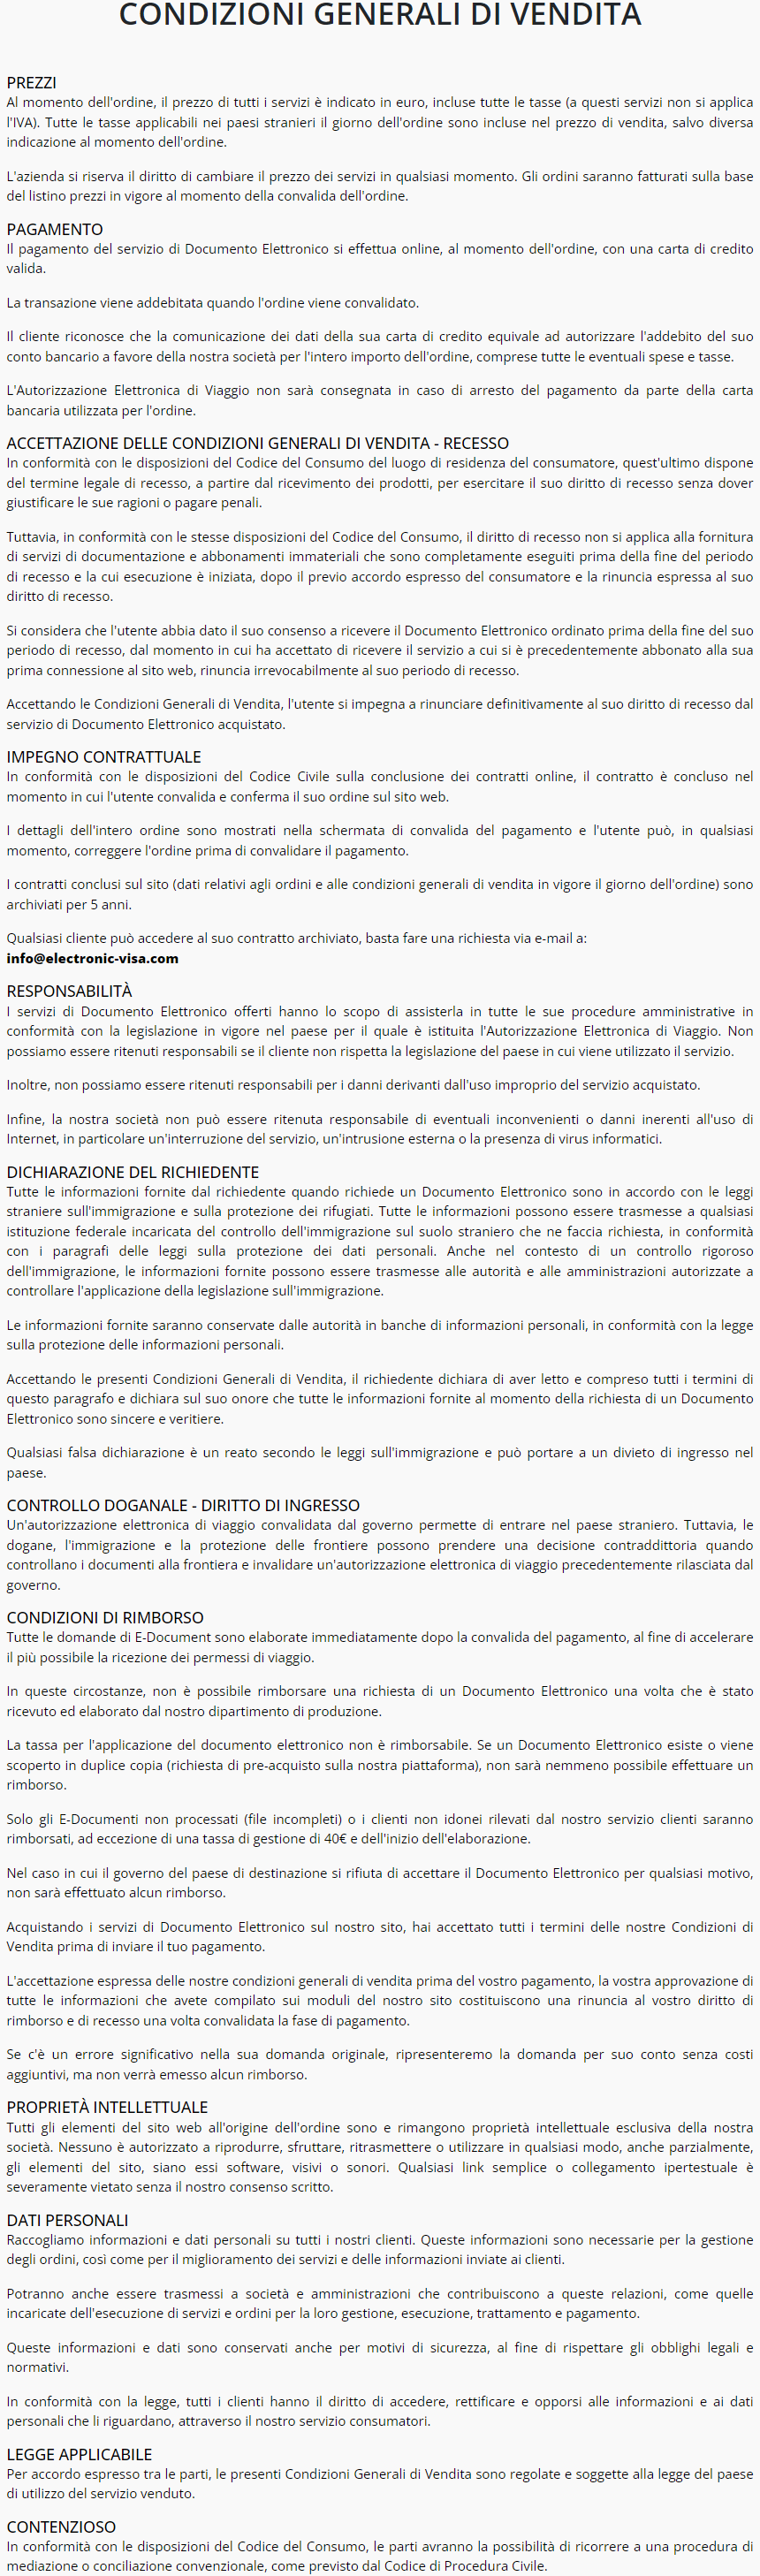 CONDIZIONI GENERALI DI VENDITA
PREZZI
Al momento dell'ordine, il prezzo di tutti i servizi è indicato in euro, incluse tutte le tasse (a questi servizi non si applica
l'IVA). Tutte le tasse applicabili nei paesi stranieri il giorno dell'ordine sono incluse nel prezzo di vendita, salvo diversa
indicazione al momento dell'ordine.
L'azienda si riserva il diritto di cambiare il prezzo dei servizi in qualsiasi momento. Gli ordini saranno fatturati sulla base
del listino prezzi in vigore al momento della convalida dell'ordine.
PAGAMENTO
Il pagamento del servizio di Documento Elettronico si effettua online, al momento dell'ordine, con una carta di credito
valida.
La transazione viene addebitata quando l'ordine viene convalidato.
Il cliente riconosce che la comunicazione dei dati della sua carta di credito equivale ad autorizzare l'addebito del suo
conto bancario a favore della nostra società per l'intero importo dell'ordine, comprese tutte le eventuali spese e tasse.
L'Autorizzazione Elettronica di Viaggio non sarà consegnata in caso di arresto del pagamento da parte della carta
bancaria utilizzata per l'ordine.
ACCETTAZIONE DELLE CONDIZIONI GENERALI DI VENDITA - RECESSO
In conformità con le disposizioni del Codice del Consumo del luogo di residenza del consumatore, quest'ultimo dispone
del termine legale di recesso, a partire dal ricevimento dei prodotti, per esercitare il suo diritto di recesso senza dover
giustificare le sue ragioni o pagare penali.
Tuttavia, in conformità con le stesse disposizioni del Codice del Consumo, il diritto di recesso non si applica alla fornitura
di servizi di documentazione e abbonamenti immateriali che sono completamente eseguiti prima della fine del periodo
di recesso e la cui esecuzione è iniziata, dopo il previo accordo espresso del consumatore e la rinuncia espressa al suo
diritto di recesso.
Si considera che l'utente abbia dato il suo consenso a ricevere il Documento Elettronico ordinato prima della fine del suo
periodo di recesso, dal momento in cui ha accettato di ricevere il servizio a cui si è precedentemente abbonato alla sua
prima connessione al sito web, rinuncia irrevocabilmente al suo periodo di recesso.
Accettando le Condizioni Generali di Vendita, l'utente si impegna a rinunciare definitivamente al suo diritto di recesso dal
servizio di Documento Elettronico acquistato.
IMPEGNO CONTRATTUALE
In conformità con le disposizioni del Codice Civile sulla conclusione dei contratti online, il contratto è concluso nel
momento in cui l'utente convalida e conferma il suo ordine sul sito web.
I dettagli dell'intero ordine sono mostrati nella schermata di convalida del pagamento e l'utente può, in qualsiasi
momento, correggere l'ordine prima di convalidare il pagamento.
I contratti conclusi sul sito (dati relativi agli ordini e alle condizioni generali di vendita in vigore il giorno dell'ordine) sono
archiviati per 5 anni.
Qualsiasi cliente può accedere al suo contratto archiviato, basta fare una richiesta via e-mail a:
info@electronic-visa.com
RESPONSABILITÀ
I servizi di Documento Elettronico offerti hanno lo scopo di assisterla in tutte le sue procedure amministrative in
conformità con la legislazione in vigore nel paese per il quale è istituita l'Autorizzazione Elettronica di Viaggio. Non
possiamo essere ritenuti responsabili se il cliente non rispetta la legislazione del paese in cui viene utilizzato il servizio.
Inoltre, non possiamo essere ritenuti responsabili per i danni derivanti dall'uso improprio del servizio acquistato.
Infine, la nostra società non può essere ritenuta responsabile di eventuali inconvenienti o danni inerenti all'uso di
Internet, in particolare un'interruzione del servizio, un'intrusione esterna o la presenza di virus informatici.
DICHIARAZIONE DEL RICHIEDENTE
Tutte le informazioni fornite dal richiedente quando richiede un Documento Elettronico sono in accordo con le leggi
straniere sull'immigrazione e sulla protezione dei rifugiati. Tutte le informazioni possono essere trasmesse a qualsiasi
istituzione federale incaricata del controllo dell'immigrazione sul suolo straniero che ne faccia richiesta, in conformità
con i paragrafi delle leggi sulla protezione dei dati personali. Anche nel contesto di un controllo rigoroso
dell'immigrazione, le informazioni fornite possono essere trasmesse alle autorità e alle amministrazioni autorizzate a
controllare l'applicazione della legislazione sull'immigrazione.
Le informazioni fornite saranno conservate dalle autorità in banche di informazioni personali, in conformità con la legge
sulla protezione delle informazioni personali.
Accettando le presenti Condizioni Generali di Vendita, il richiedente dichiara di aver letto e compreso tutti i termini di
questo paragrafo e dichiara sul suo onore che tutte le informazioni fornite al momento della richiesta di un Documento
Elettronico sono sincere e veritiere.
Qualsiasi falsa dichiarazione è un reato secondo le leggi sull'immigrazione e può portare a un divieto di ingresso nel
paese.
CONTROLLO DOGANALE - DIRITTO DI INGRESSO
Un'autorizzazione elettronica di viaggio convalidata dal governo permette di entrare nel paese straniero. Tuttavia, le
dogane, l'immigrazione e la protezione delle frontiere possono prendere una decisione contraddittoria quando
controllano i documenti alla frontiera e invalidare un'autorizzazione elettronica di viaggio precedentemente rilasciata dal
governo.
CONDIZIONI DI RIMBORSO
Tutte le domande di E-Document sono elaborate immediatamente dopo la convalida del pagamento, al fine di accelerare
il più possibile la ricezione dei permessi di viaggio.
In queste circostanze, non è possibile rimborsare una richiesta di un Documento Elettronico una volta che è stato
ricevuto ed elaborato dal nostro dipartimento di produzione.
La tassa per l'applicazione del documento elettronico non è rimborsabile. Se un Documento Elettronico esiste o viene
scoperto in duplice copia (richiesta di pre-acquisto sulla nostra piattaforma), non sarà nemmeno possibile effettuare un
rimborso.
Solo gli E-Documenti non processati (file incompleti) o i clienti non idonei rilevati dal nostro servizio clienti saranno
rimborsati, ad eccezione di una tassa di gestione di 40€ e dell'inizio dell'elaborazione.
Nel caso in cui il governo del paese di destinazione si rifiuta di accettare il Documento Elettronico per qualsiasi motivo,
non sarà effettuato alcun rimborso.
Acquistando i servizi di Documento Elettronico sul nostro sito, hai accettato tutti i termini delle nostre Condizioni di
Vendita prima di inviare il tuo pagamento.
L'accettazione espressa delle nostre condizioni generali di vendita prima del vostro pagamento, la vostra approvazione di
tutte le informazioni che avete compilato sui moduli del nostro sito costituiscono una rinuncia al vostro diritto di
rimborso e di recesso una volta convalidata la fase di pagamento.
Se c'è un errore significativo nella sua domanda originale, ripresenteremo la domanda per suo conto senza costi
aggiuntivi, ma non verrà emesso alcun rimborso.
PROPRIETÀ INTELLETTUALE
Tutti gli elementi del sito web all'origine dell'ordine sono e rimangono proprietà intellettuale esclusiva della nostra
società. Nessuno è autorizzato a riprodurre, sfruttare, ritrasmettere o utilizzare in qualsiasi modo, anche parzialmente,
gli elementi del sito, siano essi software, visivi o sonori. Qualsiasi link semplice o collegamento ipertestuale è
severamente vietato senza il nostro consenso scritto.
DATI PERSONALI
Raccogliamo informazioni e dati personali su tutti i nostri clienti. Queste informazioni sono necessarie per la gestione
degli ordini, così come per il miglioramento dei servizi e delle informazioni inviate ai clienti.
Potranno anche essere trasmessi a società e amministrazioni che contribuiscono a queste relazioni, come quelle
incaricate dell'esecuzione di servizi e ordini per la loro gestione, esecuzione, trattamento e pagamento.
Queste informazioni e dati sono conservati anche per motivi di sicurezza, al fine di rispettare gli obblighi legali e
normativi.
In conformità con la legge, tutti i clienti hanno il diritto di accedere, rettificare e opporsi alle informazioni e ai dati
personali che li riguardano, attraverso il nostro servizio consumatori.
LEGGE APPLICABILE
Per accordo espresso tra le parti, le presenti Condizioni Generali di Vendita sono regolate e soggette alla legge del paese
di utilizzo del servizio venduto.
CONTENZIOSO
In conformità con le disposizioni del Codice del Consumo, le parti avranno la possibilità di ricorrere a una procedura di
mediazione o conciliazione convenzionale, come previsto dal Codice di Procedura Civile.